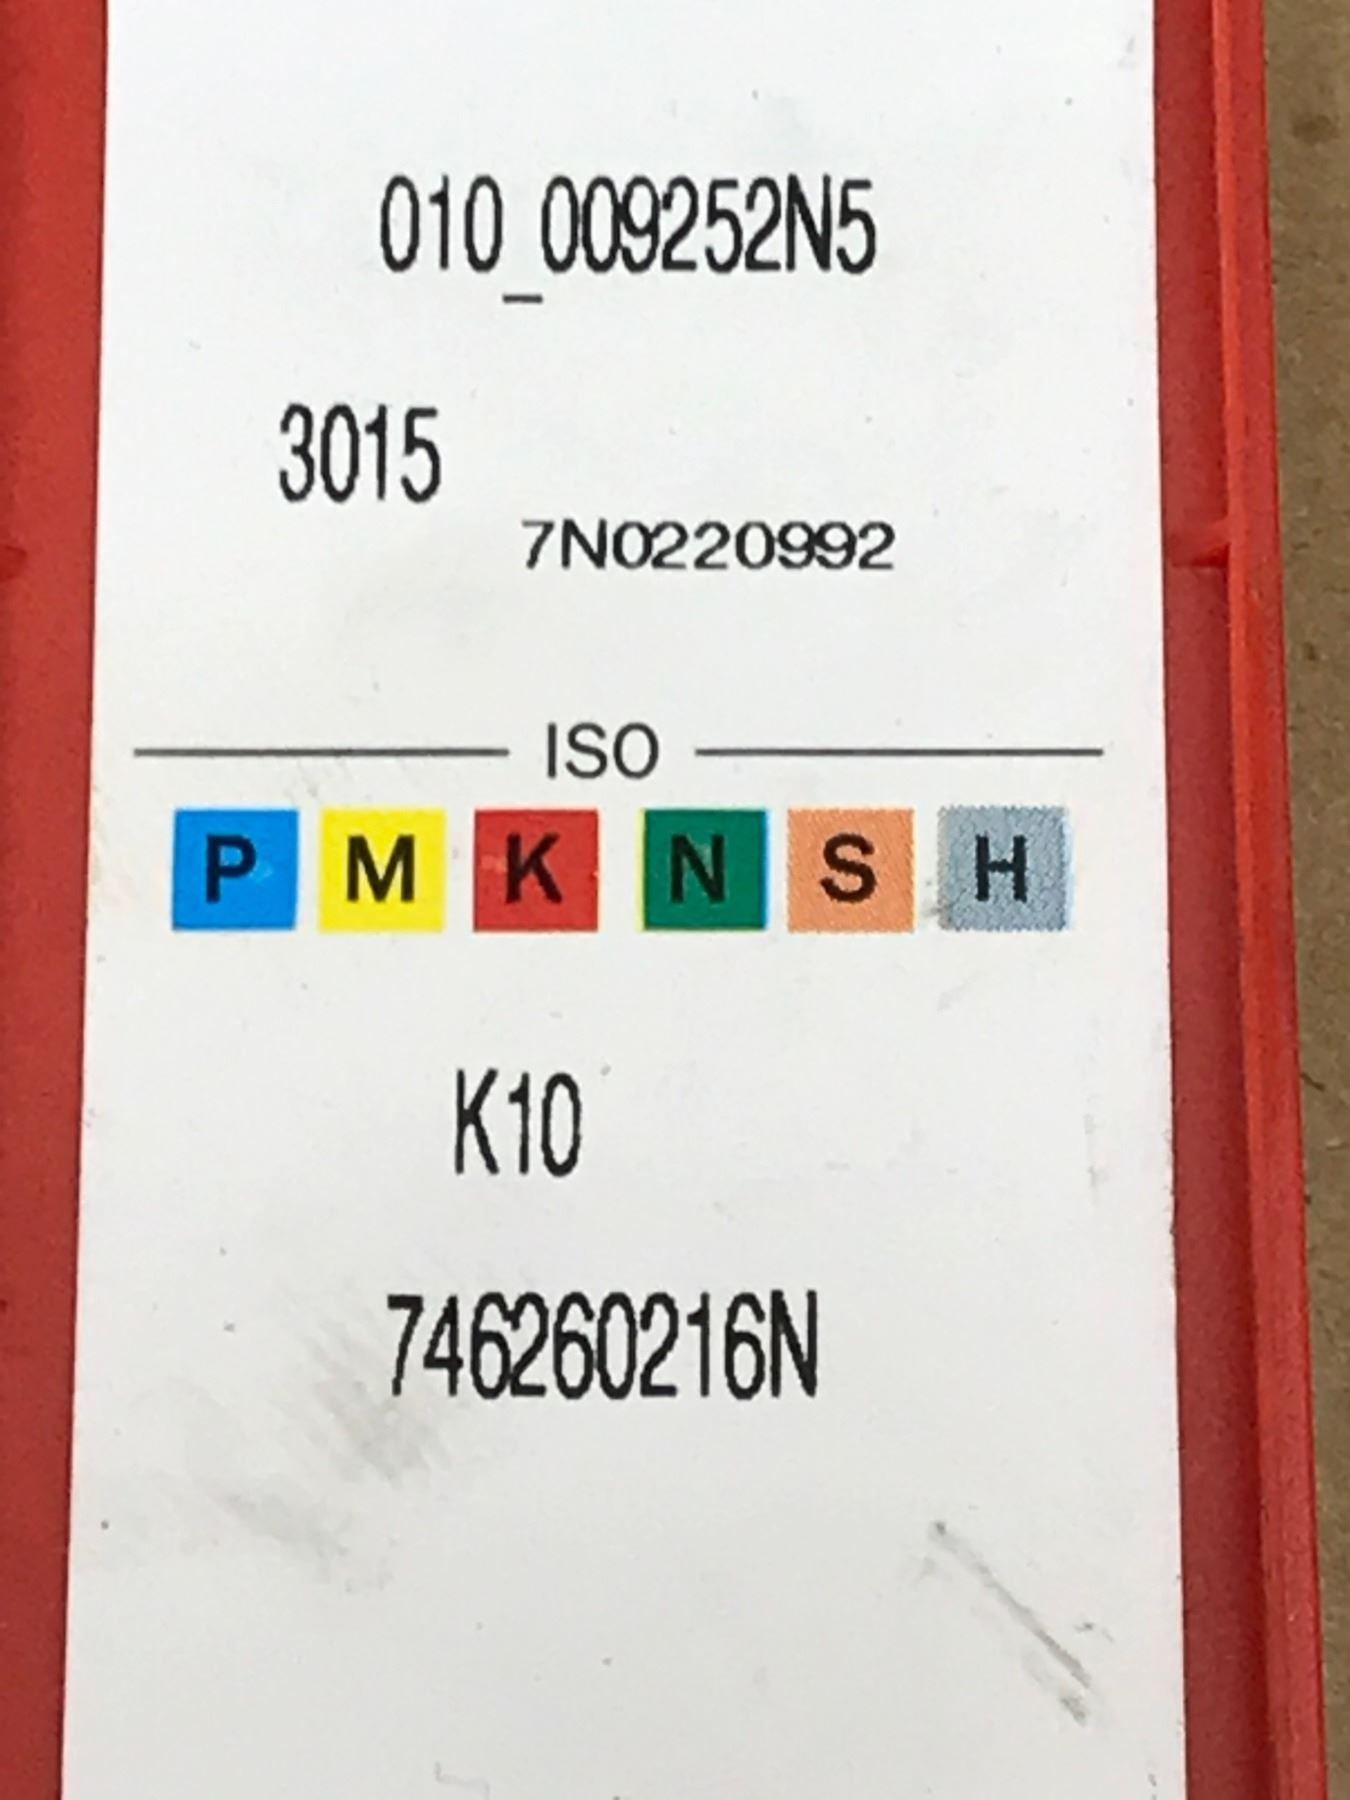 010_009252N5
3015
7N0220992
ISO
P M K N S H
K10
746260216N